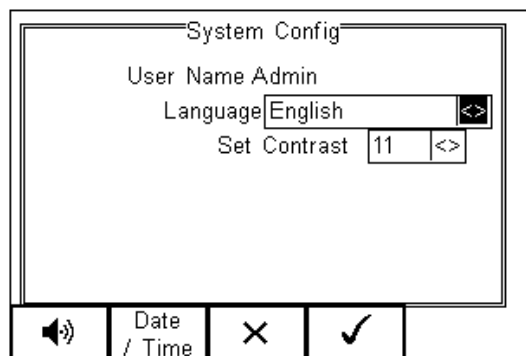 System Config
User Name Admin
Language English <>
Set Contrast 11 <>
Date
/ Time